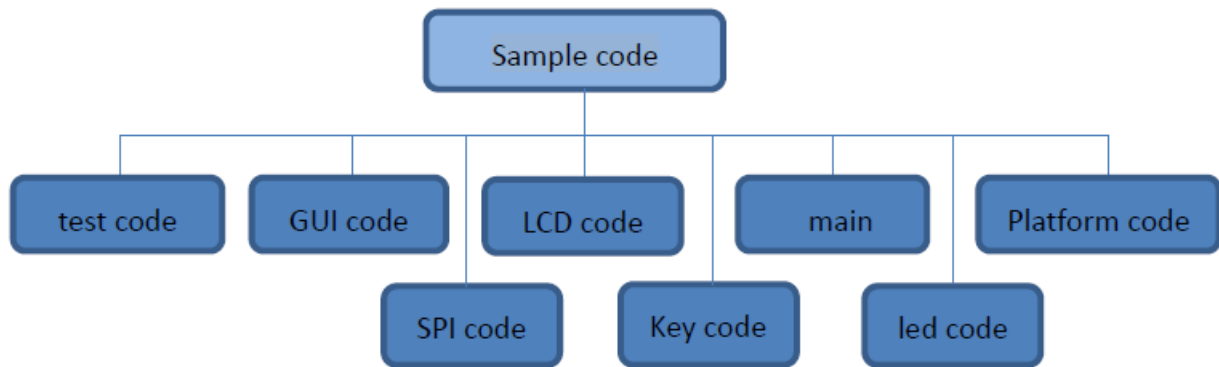 Sample code
test code
GUI code
LCD code
main
Platform code
SPI code
Key code
led code